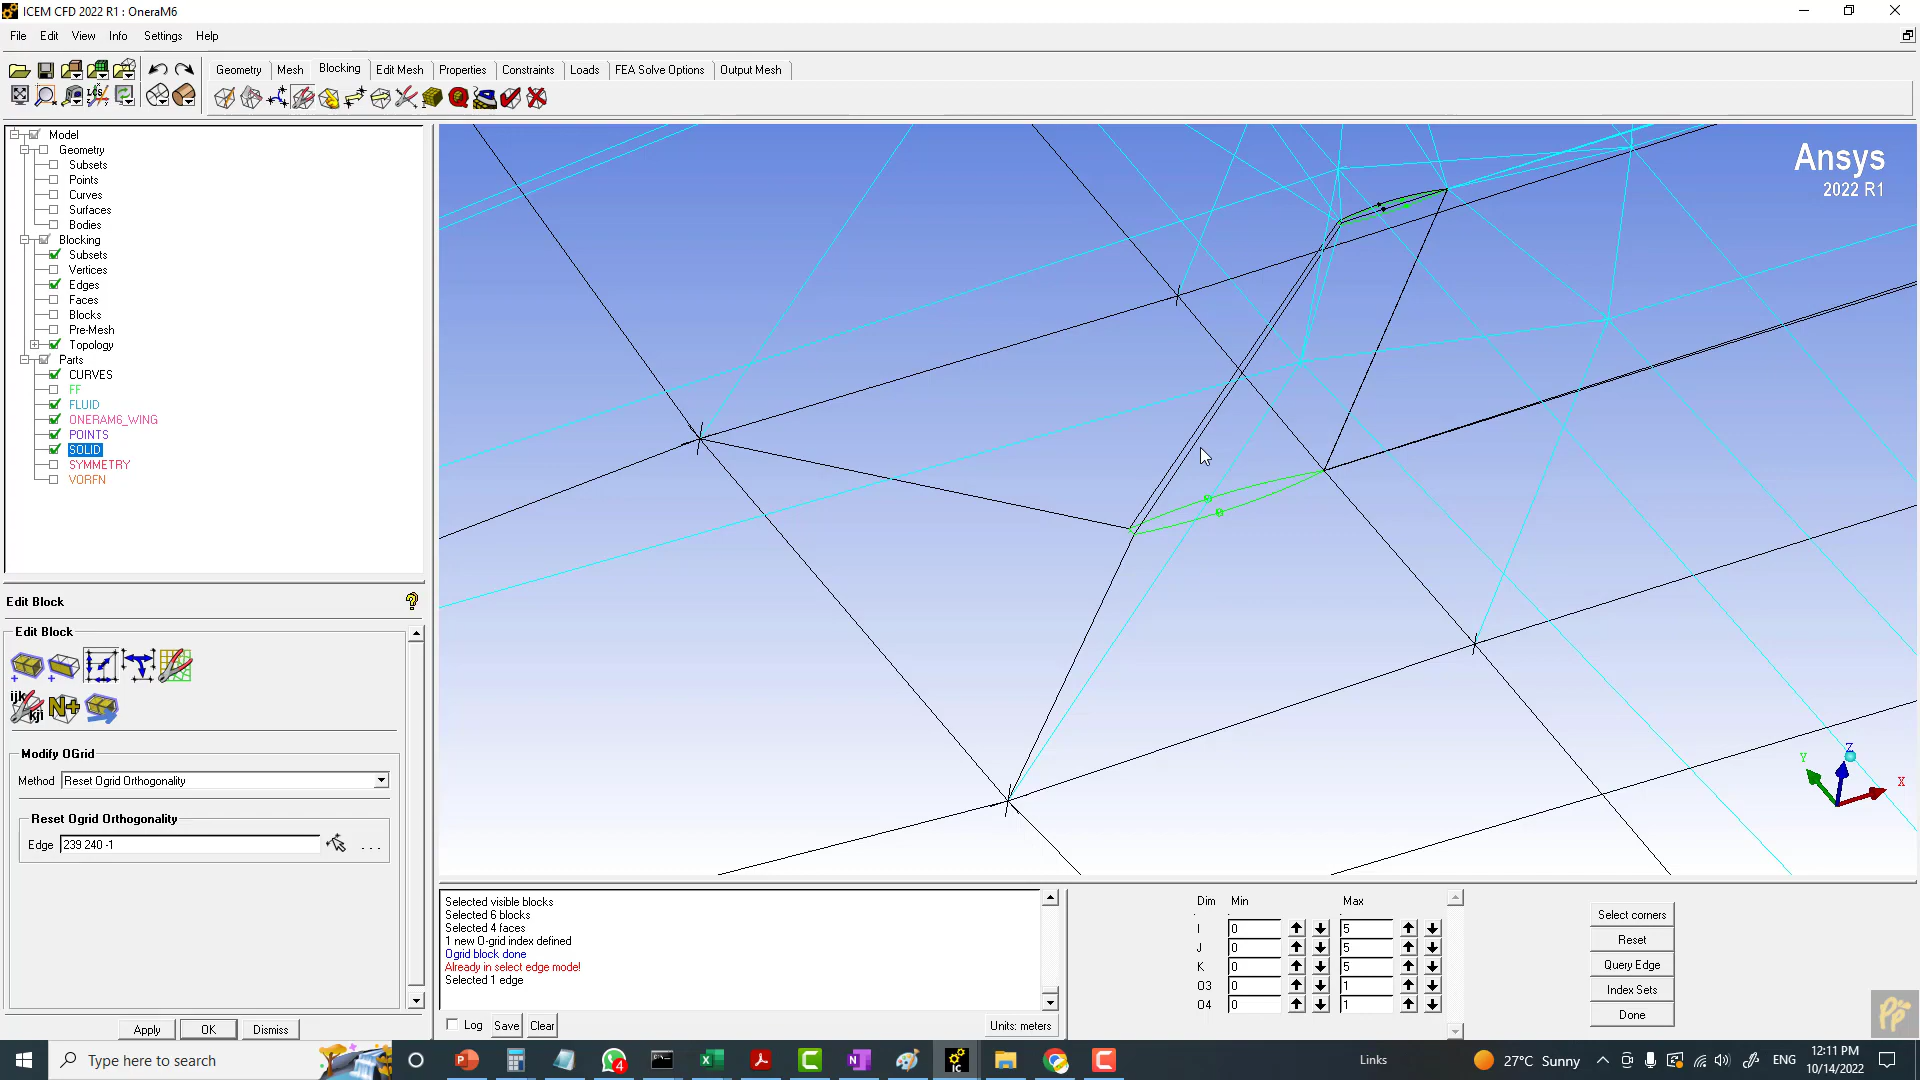 ICEM CFD 2022 R1 : OneraM6
File Edit View Info Settings Help
Geometry Mesh Blocking Edit Mesh Properties Constraints Loads FEA Solve Options Output Mesh
LCS
Model
Geometry
Subsets
Points
Curves
Surfaces
Bodies
Blocking
Subsets
Vertices
Edges
Faces
Blocks
Pre-Mesh
Topology
Parts
CURVES
FF
FLUID
ONERAM6_WING
POINTS
SOLID
SYMMETRY
VORFN
Ansys
2022 R1
Edit Block
Edit Block
ijk
kji
N+
Modify OGrid
Method Reset Ogrid Orthogonality
Reset Ogrid Orthogonality
Edge 239 240 -1 ...
Apply OK Dismiss
Z
Y
X
Selected visible blocks
Selected 6 blocks
Selected 4 faces
1 new O-grid index defined
Ogrid block done
Already in select edge mode!
Selected 1 edge
Log Save Clear
Units: meters
Dim Min Max
I 0 5
J 0 5
K 0 5
O3 0 1
O4 0 1
Select corners
Reset
Query Edge
Index Sets
Done
Type here to search
4
IC
Links
27°C Sunny
ENG
12:11 PM
10/14/2022